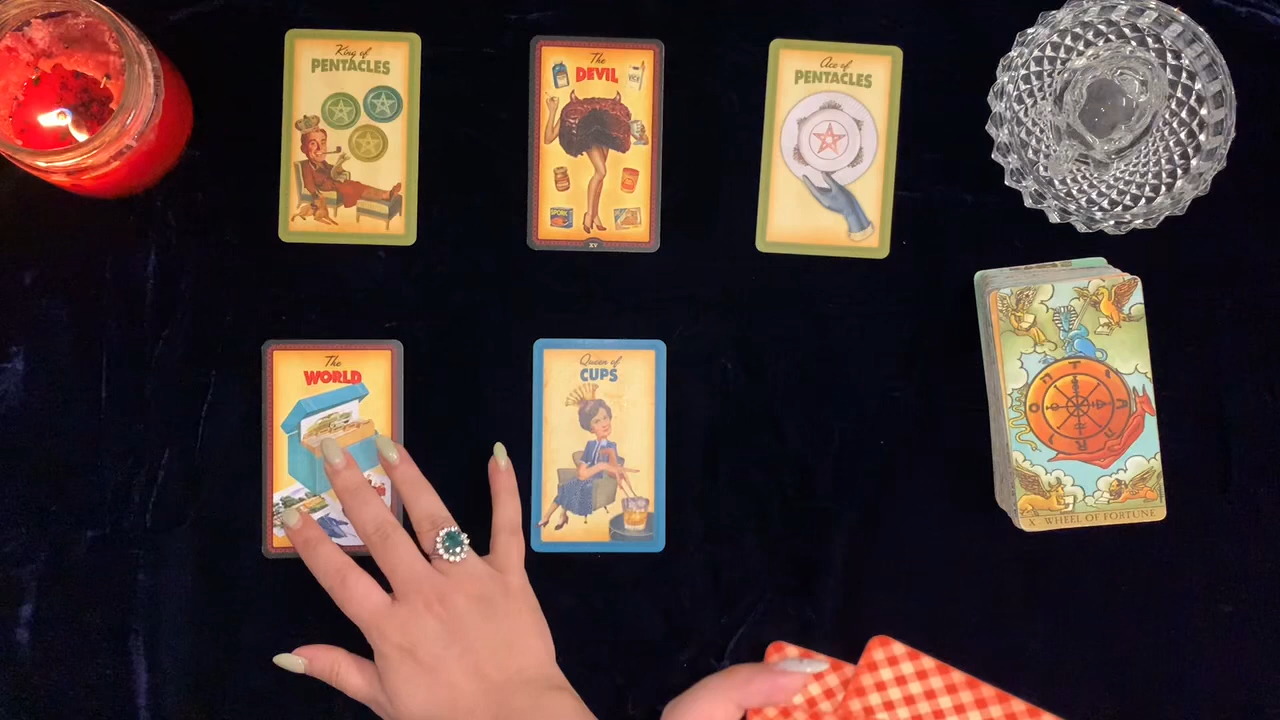 King of
PENTACLES
The
DEVIL
XV
Ace of
PENTACLES
The
WORLD
Queen of
CUPS
X - WHEEL OF FORTUNE